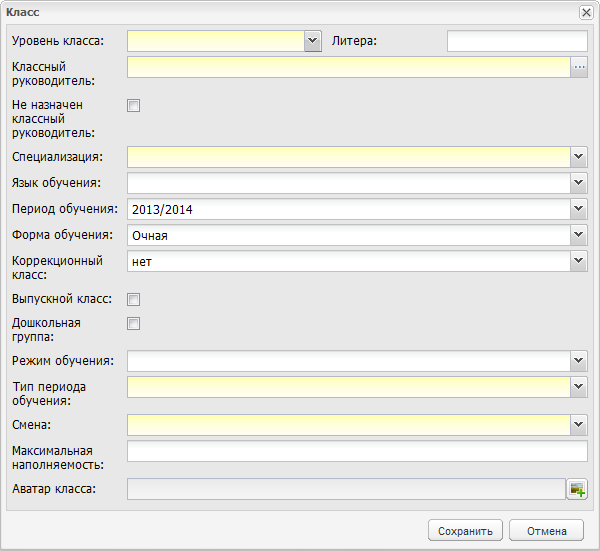 Класс
Уровень класса: Литера:
Классный
руководитель:
Не назначен
классный
руководитель:
Специализация:
Язык обучения:
Период обучения: 2013/2014
Форма обучения: Очная
Коррекционный
класс: нет
Выпускной класс:
Дошкольная
группа:
Режим обучения:
Тип периода
обучения:
Смена:
Максимальная
наполняемость:
Аватар класса:
Сохранить Отмена